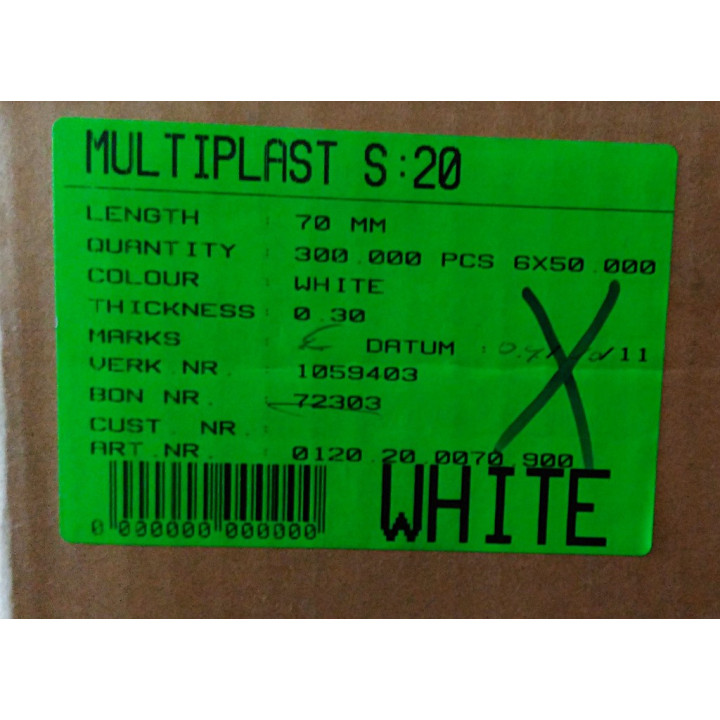 MULTIPLAST S:20
LENGTH : 70 MM
QUANTITY : 300.000 PCS 6X50.000
COLOUR : WHITE
THICKNESS: 0.30
MARKS : DATUM : /11
VERK.NR. : 1059403
BON NR. : 72303
CUST. NR.:
ART.NR. : 0120.20.0070.900
0 000000 000000
WHITE